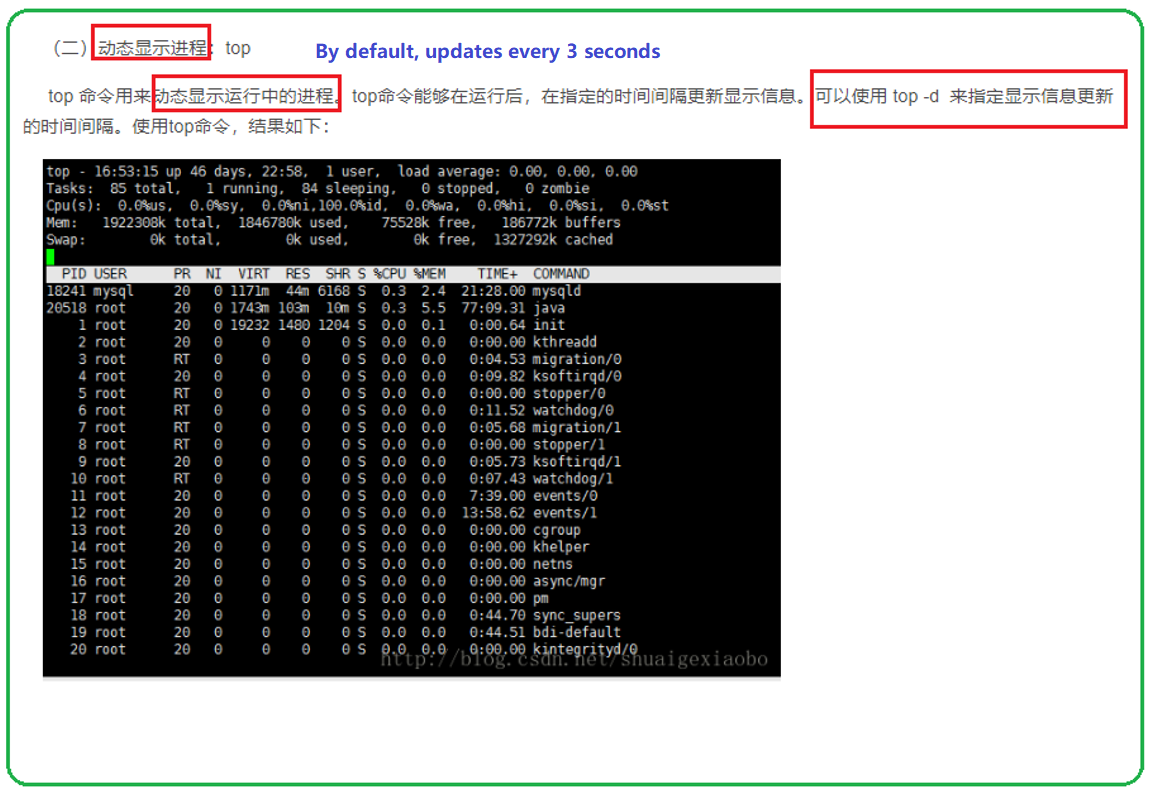 （二）动态显示进程：top
By default, updates every 3 seconds
top 命令用来动态显示运行中的进程。top命令能够在运行后，在指定的时间间隔更新显示信息。可以使用 top -d 来指定显示信息更新
的时间间隔。使用top命令，结果如下：
top - 16:53:15 up 46 days, 22:58,  1 user,  load average: 0.00, 0.00, 0.00
Tasks:  85 total,   1 running,  84 sleeping,   0 stopped,   0 zombie
Cpu(s):  0.0%us,  0.0%sy,  0.0%ni,100.0%id,  0.0%wa,  0.0%hi,  0.0%si,  0.0%st
Mem:   1922308k total,  1846780k used,    75528k free,   186772k buffers
Swap:        0k total,        0k used,        0k free,  1327292k cached
PID USER      PR  NI  VIRT  RES  SHR S %CPU %MEM    TIME+  COMMAND
18241 mysql     20   0 1171m  44m 6168 S  0.3  2.4  21:28.00 mysqld
20518 root      20   0 1743m 103m  10m S  0.3  5.5  77:09.31 java
1 root      20   0 19232 1480 1204 S  0.0  0.1   0:00.64 init
2 root      20   0     0    0    0 S  0.0  0.0   0:00.00 kthreadd
3 root      RT   0     0    0    0 S  0.0  0.0   0:04.53 migration/0
4 root      20   0     0    0    0 S  0.0  0.0   0:09.82 ksoftirqd/0
5 root      RT   0     0    0    0 S  0.0  0.0   0:00.00 stopper/0
6 root      RT   0     0    0    0 S  0.0  0.0   0:11.52 watchdog/0
7 root      RT   0     0    0    0 S  0.0  0.0   0:05.68 migration/1
8 root      RT   0     0    0    0 S  0.0  0.0   0:00.00 stopper/1
9 root      20   0     0    0    0 S  0.0  0.0   0:05.73 ksoftirqd/1
10 root      RT   0     0    0    0 S  0.0  0.0   0:07.43 watchdog/1
11 root      20   0     0    0    0 S  0.0  0.0   7:39.00 events/0
12 root      20   0     0    0    0 S  0.0  0.0  13:58.62 events/1
13 root      20   0     0    0    0 S  0.0  0.0   0:00.00 cgroup
14 root      20   0     0    0    0 S  0.0  0.0   0:00.00 khelper
15 root      20   0     0    0    0 S  0.0  0.0   0:00.00 netns
16 root      20   0     0    0    0 S  0.0  0.0   0:00.00 async/mgr
17 root      20   0     0    0    0 S  0.0  0.0   0:00.00 pm
18 root      20   0     0    0    0 S  0.0  0.0   0:44.70 sync_supers
19 root      20   0     0    0    0 S  0.0  0.0   0:44.51 bdi-default
20 root      20   0     0    0    0 S  0.0  0.0   0:00.00 kintegrityd/0
http://blog.csdn.net/shuaigexiaobo